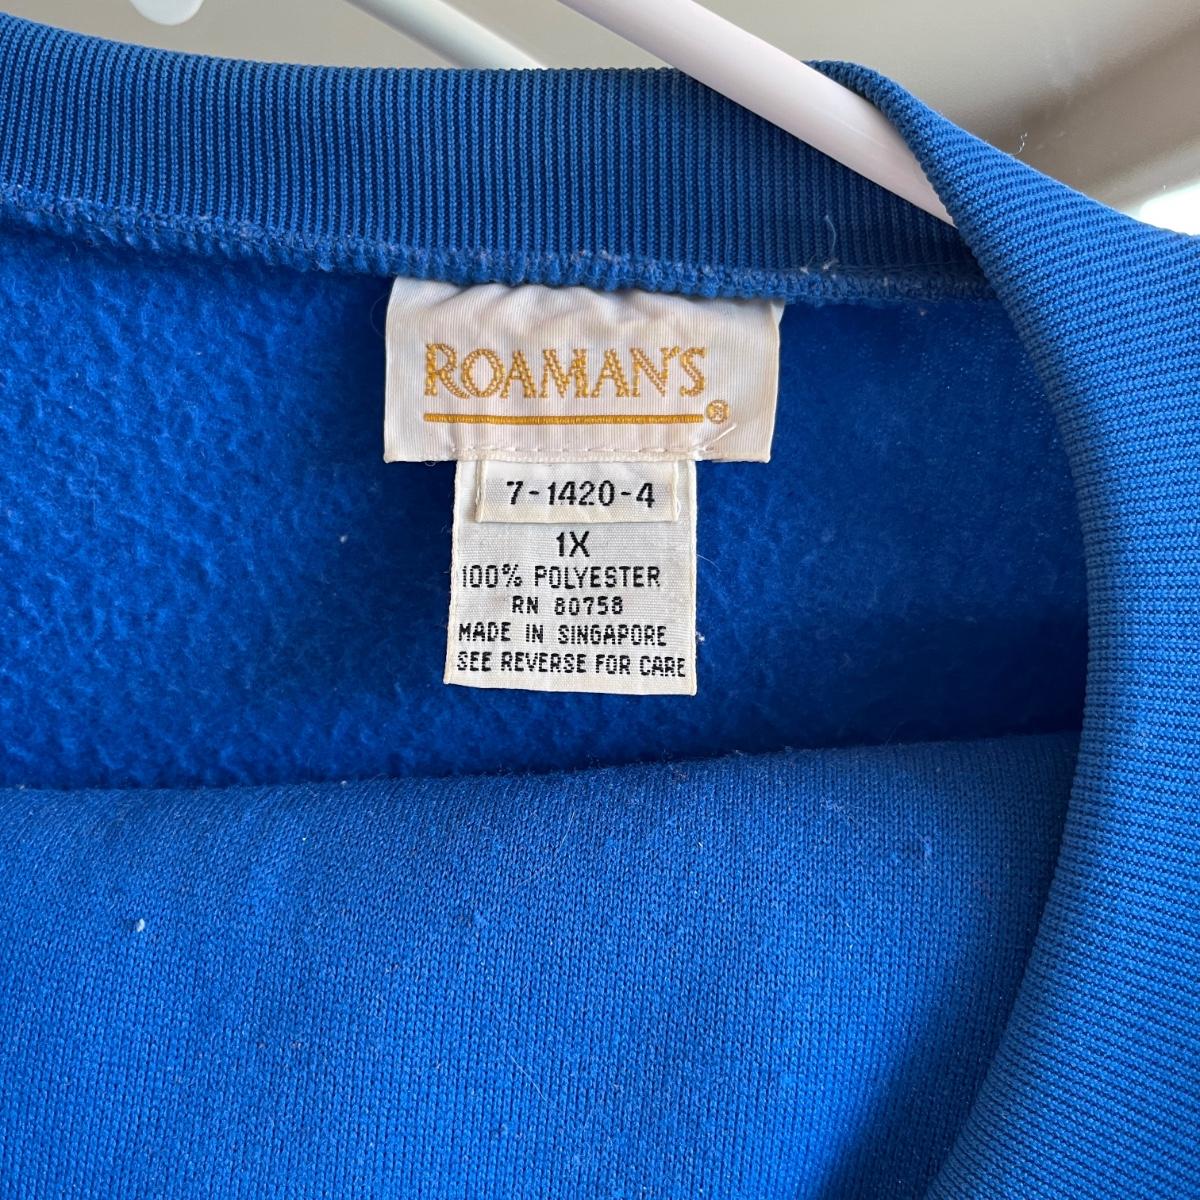 ROAMAN'S
®
7-1420-4
1X
100% POLYESTER
RN 80758
MADE IN SINGAPORE
SEE REVERSE FOR CARE